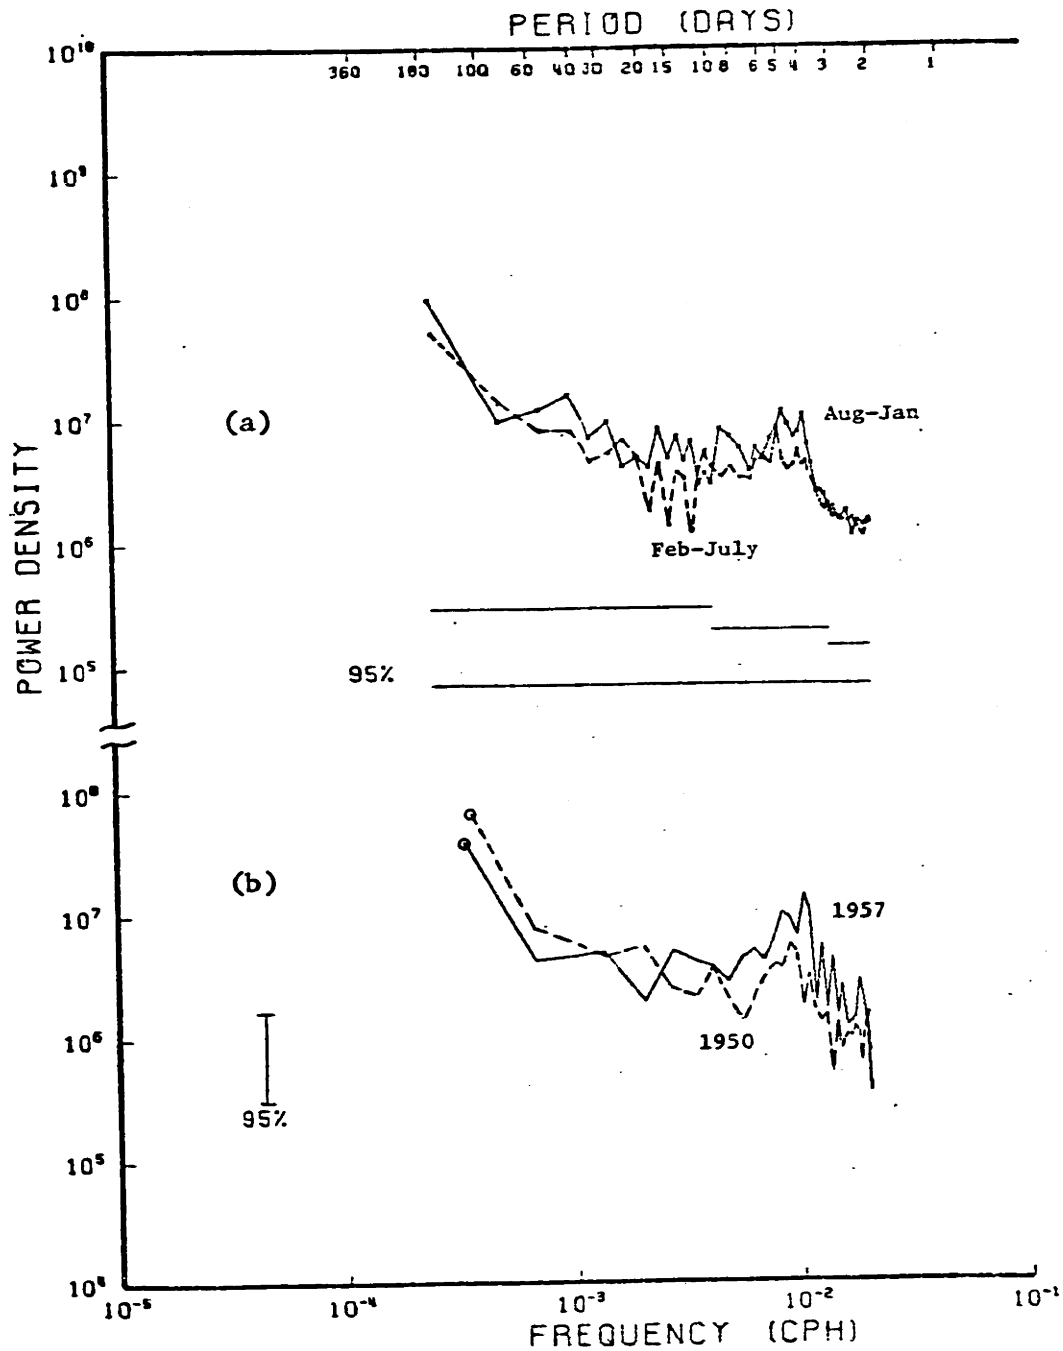 PERIOD (DAYS)
360 180 100 60 40 30 20 15 10 8 6 5 4 3 2 1
10¹⁰
10⁹
10⁸
10⁷
10⁶
10⁵
POWER DENSITY
(a)
Aug-Jan
Feb-July
95%
10⁸
10⁷
10⁶
10⁵
10⁴
(b)
1957
1950
95%
10⁻⁵ 10⁻⁴ 10⁻³ 10⁻² 10⁻¹
FREQUENCY (CPH)